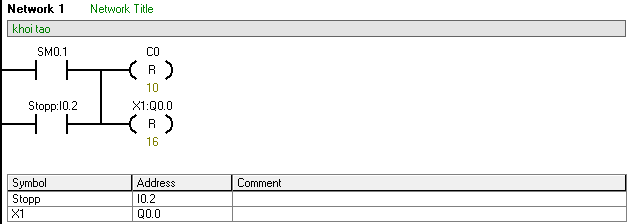 Network 1 Network Title
khoi tao
SM0.1 C0
R
10
Stopp:I0.2 X1:Q0.0
R
16
Symbol Address Comment
Stopp I0.2
X1 Q0.0